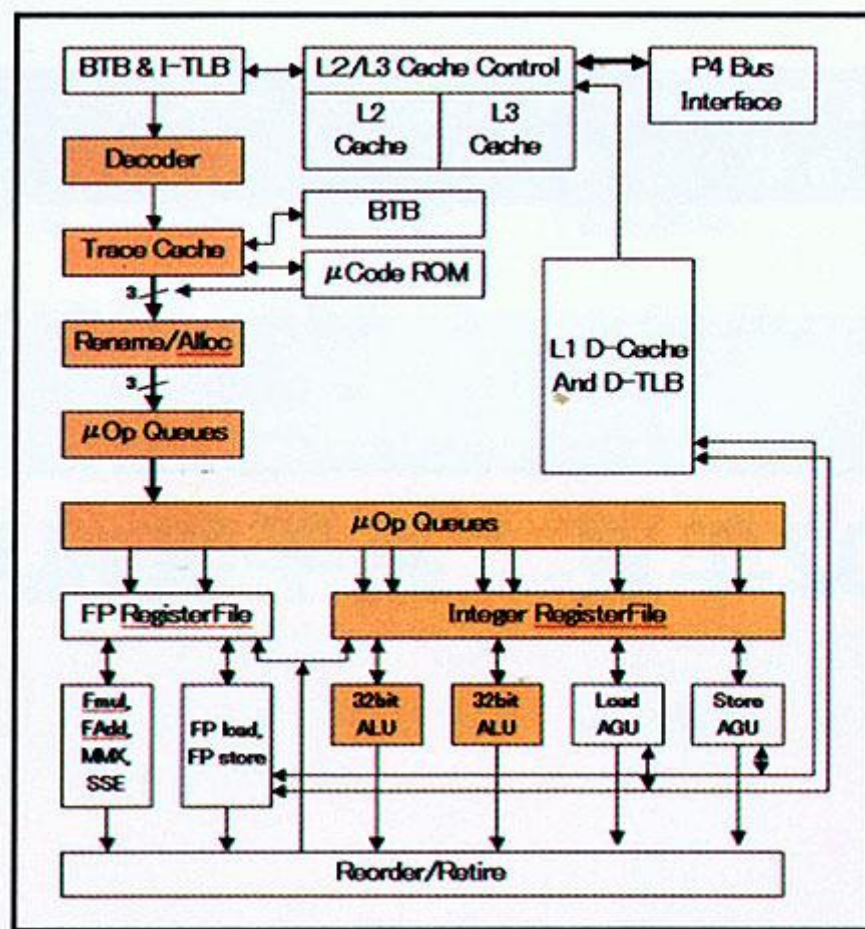 BTB & I-TLB
L2/L3 Cache Control
P4 Bus
Interface
L2
Cache
L3
Cache
Decoder
BTB
Trace Cache
μCode ROM
3
Rename/Alloc
L1 D-Cache
And D-TLB
3
μOp Queues
μOp Queues
FP RegisterFile
Integer RegisterFile
Fmul,
FAdd,
MMX,
SSE
FP load,
FP store
32bit
ALU
32bit
ALU
Load
AGU
Store
AGU
Reorder/Retire